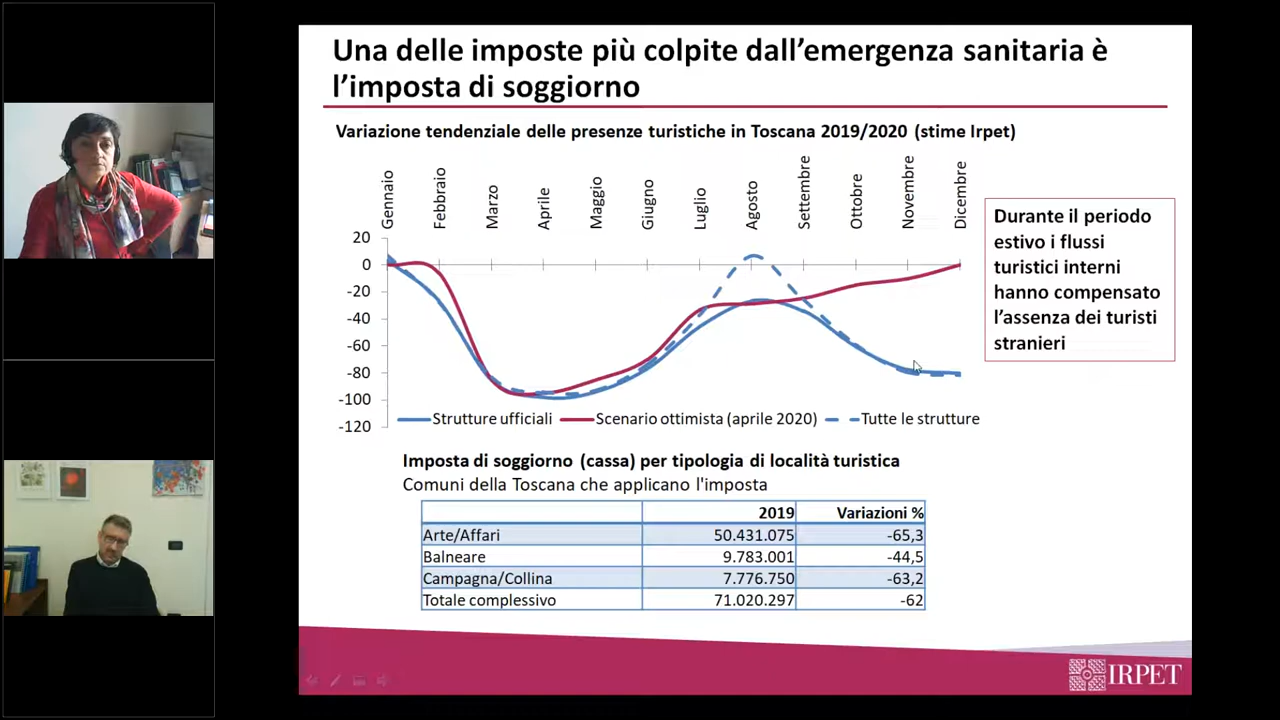 Una delle imposte più colpite dall’emergenza sanitaria è
l’imposta di soggiorno
Variazione tendenziale delle presenze turistiche in Toscana 2019/2020 (stime Irpet)
Gennaio
Febbraio
Marzo
Aprile
Maggio
Giugno
Luglio
Agosto
Settembre
Ottobre
Novembre
Dicembre
20
0
-20
-40
-60
-80
-100
-120
Strutture ufficiali
Scenario ottimista (aprile 2020)
Tutte le strutture
Durante il periodo
estivo i flussi
turistici interni
hanno compensato
l’assenza dei turisti
stranieri
Imposta di soggiorno (cassa) per tipologia di località turistica
Comuni della Toscana che applicano l'imposta
2019 Variazioni %
Arte/Affari 50.431.075 -65,3
Balneare 9.783.001 -44,5
Campagna/Collina 7.776.750 -63,2
Totale complessivo 71.020.297 -62
IRPET